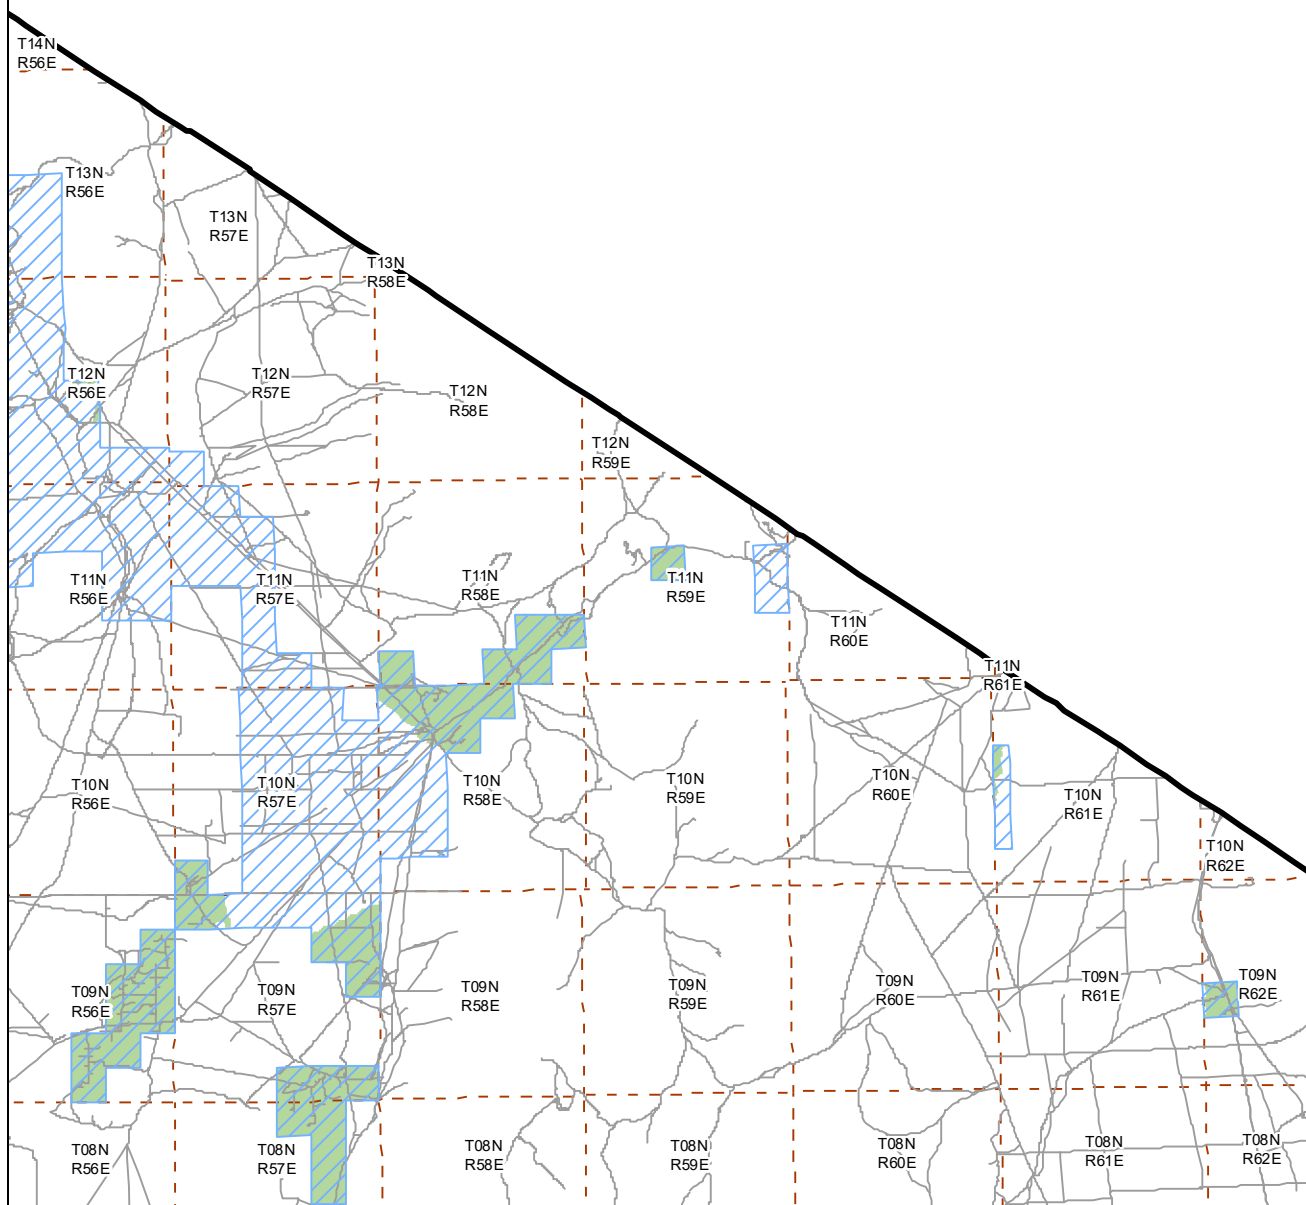 T14N
R56E
T13N
R56E
T13N
R57E
T13N
R58E
T12N
R56E
T12N
R57E
T12N
R58E
T12N
R59E
T11N
R56E
T11N
R57E
T11N
R58E
T11N
R59E
T11N
R60E
T11N
R61E
T10N
R56E
T10N
R57E
T10N
R58E
T10N
R59E
T10N
R60E
T10N
R61E
T10N
R62E
T09N
R56E
T09N
R57E
T09N
R58E
T09N
R59E
T09N
R60E
T09N
R61E
T09N
R62E
T08N
R56E
T08N
R57E
T08N
R58E
T08N
R59E
T08N
R60E
T08N
R61E
T08N
R62E